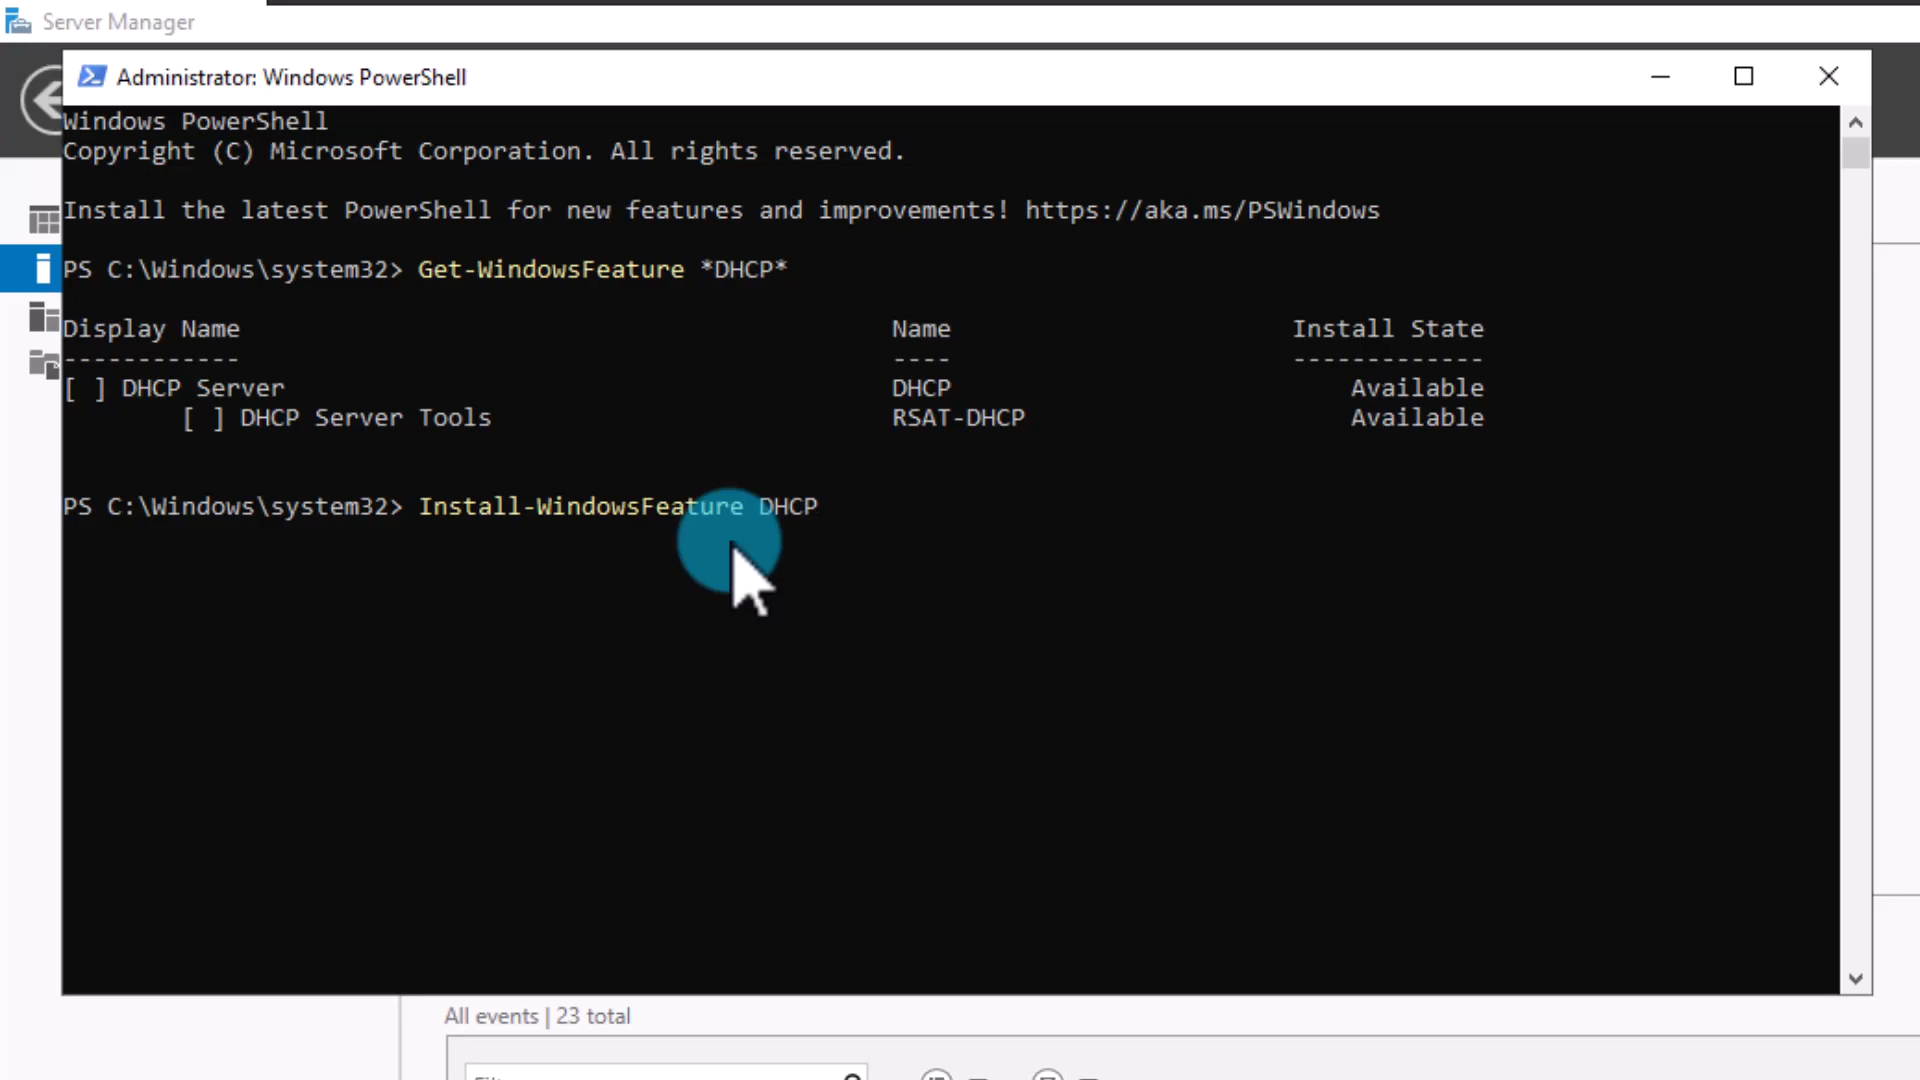 Server Manager
Administrator: Windows PowerShell
Windows PowerShell
Copyright (C) Microsoft Corporation. All rights reserved.
Install the latest PowerShell for new features and improvements! https://aka.ms/PSWindows
PS C:\Windows\system32> Get-WindowsFeature *DHCP*
Display Name Name Install State
------------ ---- -------------
[ ] DHCP Server DHCP Available
[ ] DHCP Server Tools RSAT-DHCP Available
PS C:\Windows\system32> Install-WindowsFeature DHCP
All events | 23 total